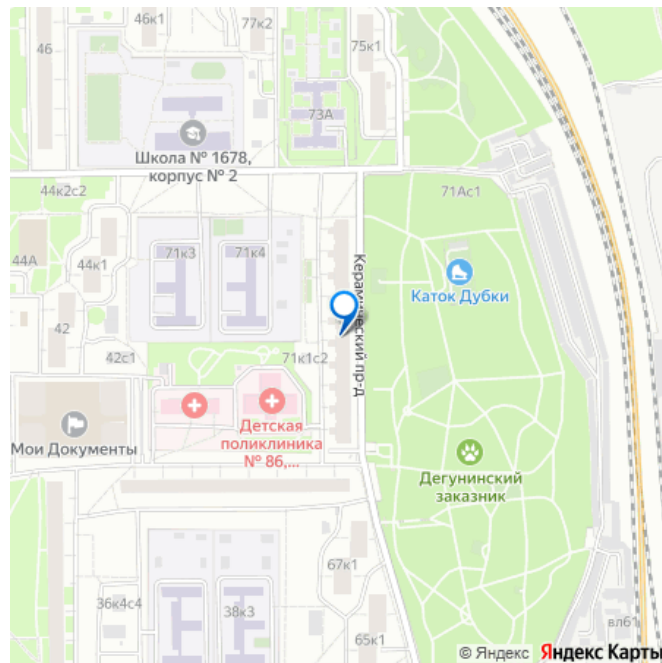 46к1
77к2
46
75к1
73А
Школа № 1678,
корпус № 2
44к2с2
71Ас1
71к3
71к4
44А
44к1
Керамический пр-д
Каток Дубки
42
42с1
71к1с2
Мои Документы
Детская
поликлиника
№ 86,...
Дегунинский
заказник
67к1
36к4с4
38к3
65к1
вл61
© Яндекс Яндекс Карты